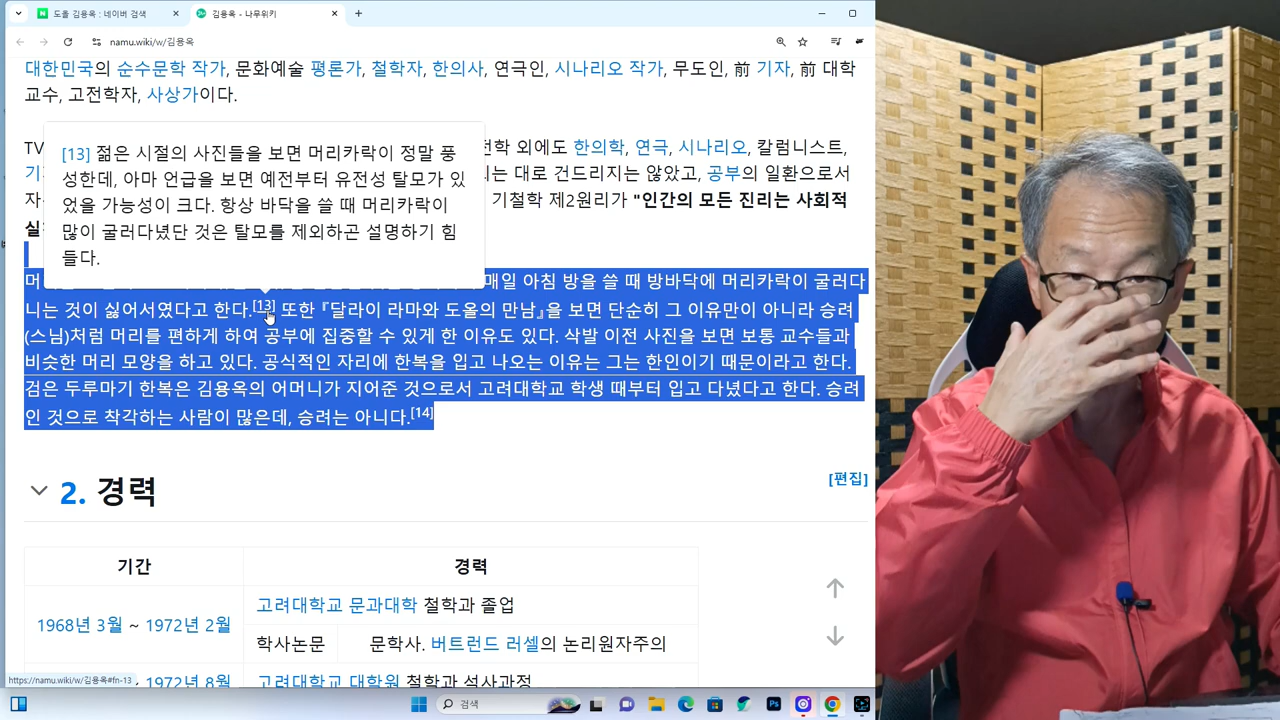 도올 김용옥 : 네이버 검색
김용옥 - 나무위키
namu.wiki/w/김용옥
대한민국의 순수문학 작가, 문화예술 평론가, 철학자, 한의사, 연극인, 시나리오 작가, 무도인, 前 기자, 前 대학
교수, 고전학자, 사상가이다.
TV
전학 외에도 한의학, 연극, 시나리오, 칼럼니스트,
는 대로 건드리지는 않았고, 공부의 일환으로서
기철학 제2원리가 "인간의 모든 진리는 사회적
[13] 젊은 시절의 사진들을 보면 머리카락이 정말 풍
성한데, 아마 언급을 보면 예전부터 유전성 탈모가 있
었을 가능성이 크다. 항상 바닥을 쓸 때 머리카락이
많이 굴러다녔단 것은 탈모를 제외하곤 설명하기 힘
들다.
매일 아침 방을 쓸 때 방바닥에 머리카락이 굴러다
니는 것이 싫어서였다고 한다.[13] 또한 『달라이 라마와 도올의 만남』을 보면 단순히 그 이유만이 아니라 승려
(스님)처럼 머리를 편하게 하여 공부에 집중할 수 있게 한 이유도 있다. 삭발 이전 사진을 보면 보통 교수들과
비슷한 머리 모양을 하고 있다. 공식적인 자리에 한복을 입고 나오는 이유는 그는 한인이기 때문이라고 한다.
검은 두루마기 한복은 김용옥의 어머니가 지어준 것으로서 고려대학교 학생 때부터 입고 다녔다고 한다. 승려
인 것으로 착각하는 사람이 많은데, 승려는 아니다.[14]
2. 경력
[편집]
기간
경력
1968년 3월 ~ 1972년 2월
고려대학교 문과대학 철학과 졸업
학사논문
문학사. 버트런드 러셀의 논리원자주의
~ 1972년 8월
고려대학교 대학원 철학과 석사과정
https://namu.wiki/w/김용옥#fn-13
검색
Ps